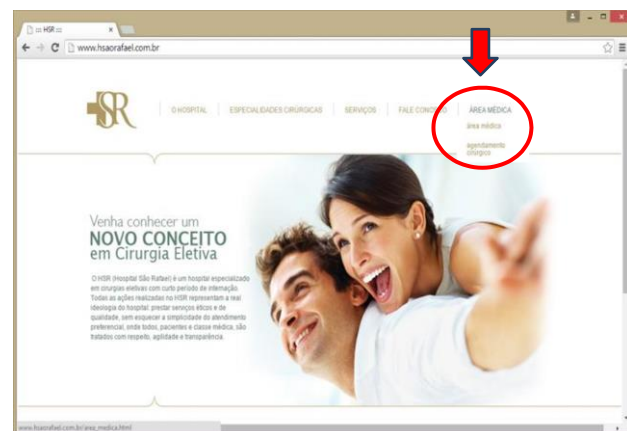 ::: HSR :::
www.hsaorafael.com.br
SR
O HOSPITAL
ESPECIALIDADES CIRÚRGICAS
SERVIÇOS
FALE CONOSCO
ÁREA MÉDICA
área médico
agendamento
cirúrgico
Venha conhecer um
NOVO CONCEITO
em Cirurgia Eletiva
O HSR (Hospital São Rafael) é um hospital especializado
em cirurgias eletivas com curto período de internação.
Todas as ações realizadas no HSR representam a real
ideologia do hospital, prestar serviços éticos e de
qualidade, sem esquecer a simplicidade do atendimento
preferencial, onde todos, pacientes e classe médica, são
tratados com respeito, agilidade e transparência.
www.hsaorafael.com.br/area_medica.html